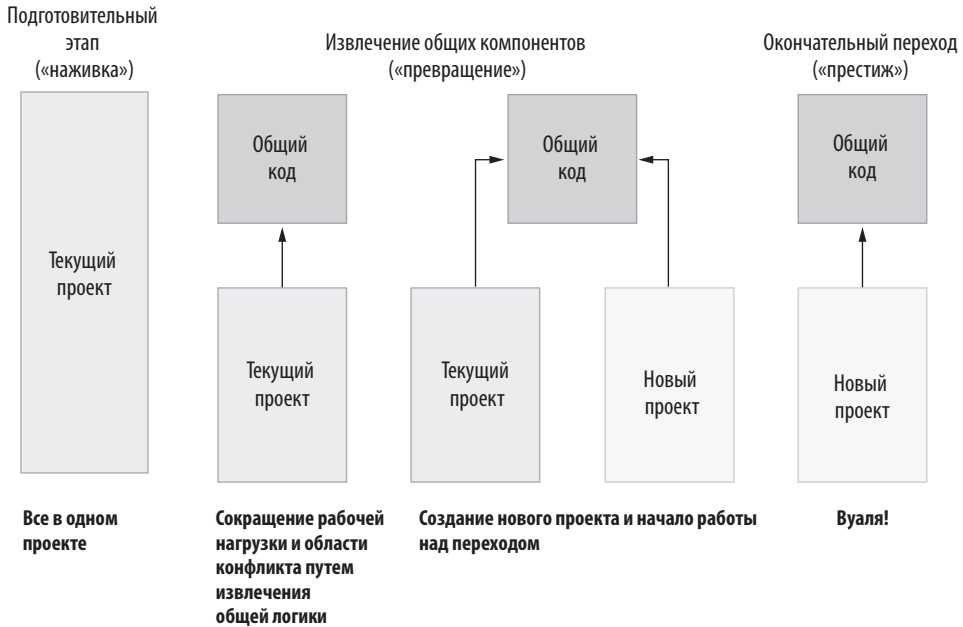 Подготовительный
этап
(«наживка»)
Извлечение общих компонентов
(«превращение»)
Окончательный переход
(«престиж»)
Текущий
проект
Общий
код
Текущий
проект
Общий
код
Текущий
проект
Новый
проект
Общий
код
Новый
проект
Все в одном
проекте
Сокращение рабочей
нагрузки и области
конфликта путем
извлечения
общей логики
Создание нового проекта и начало работы
над переходом
Вуаля!